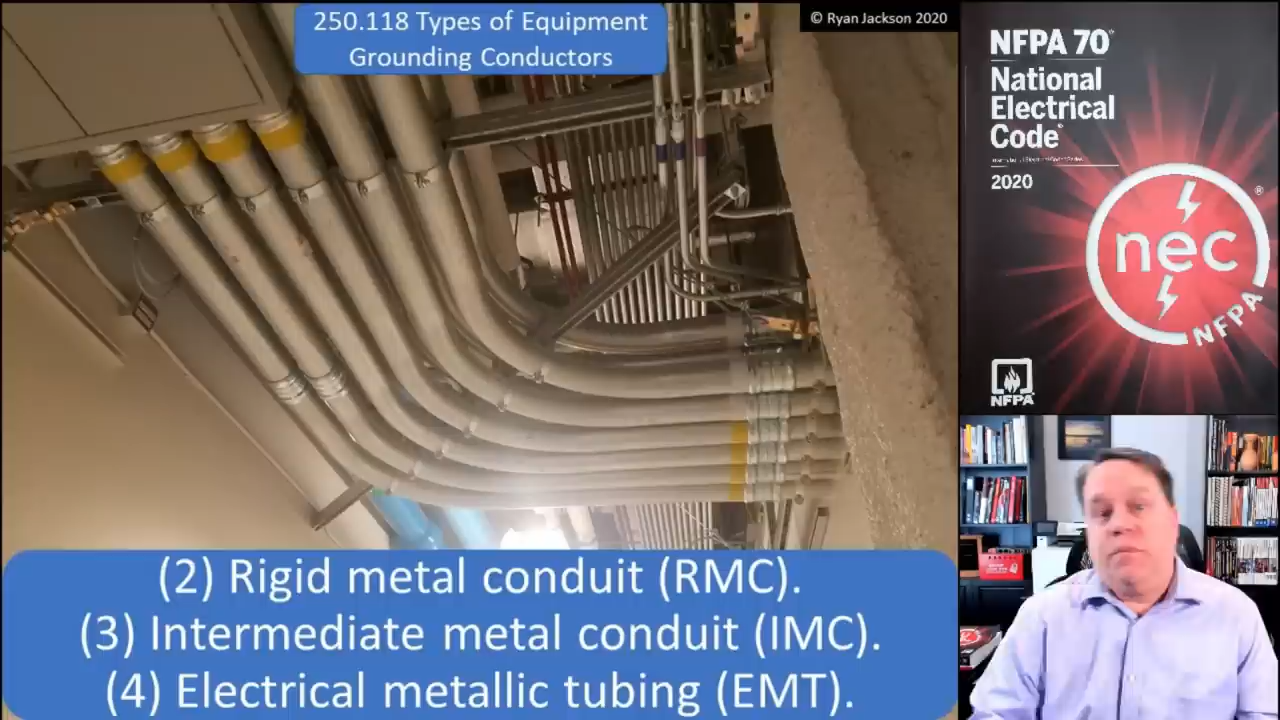 250.118 Types of Equipment
Grounding Conductors
© Ryan Jackson 2020
(2) Rigid metal conduit (RMC).
(3) Intermediate metal conduit (IMC).
(4) Electrical metallic tubing (EMT).
NFPA 70®
National
Electrical
Code®
2020
nec
®
NFPA
NFPA